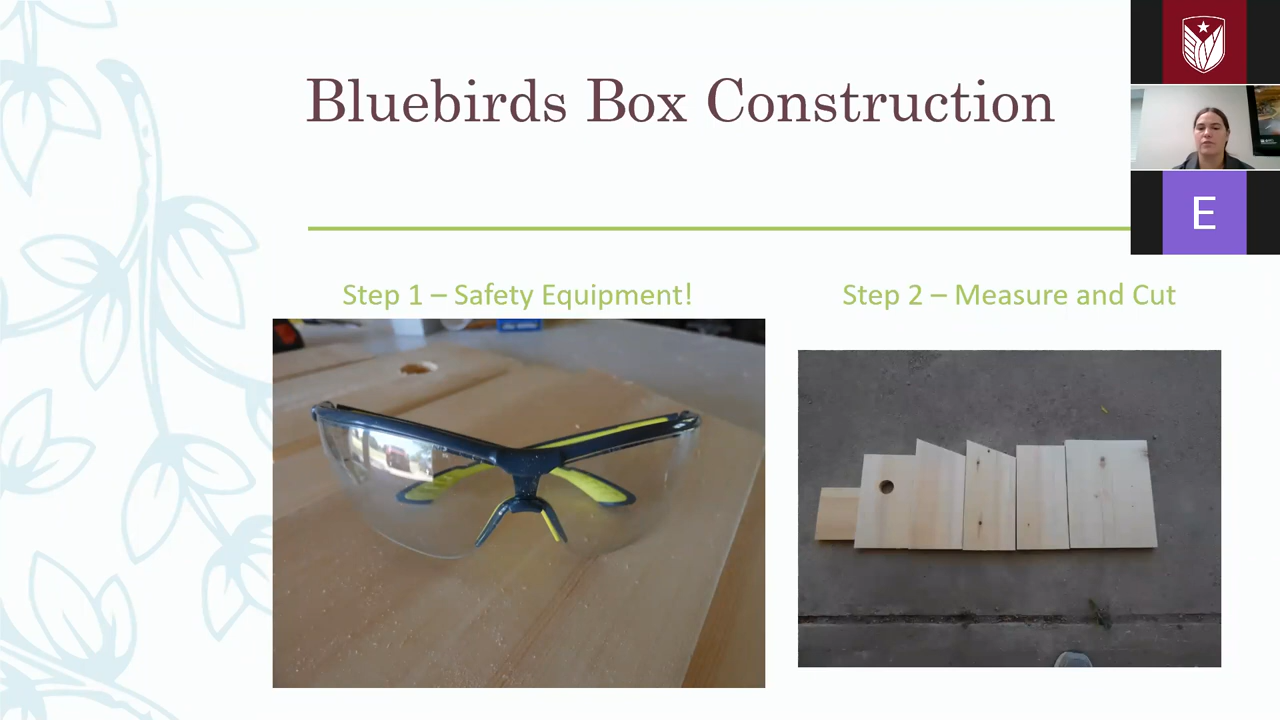 Bluebirds Box Construction
Step 1 – Safety Equipment!
Step 2 – Measure and Cut
E